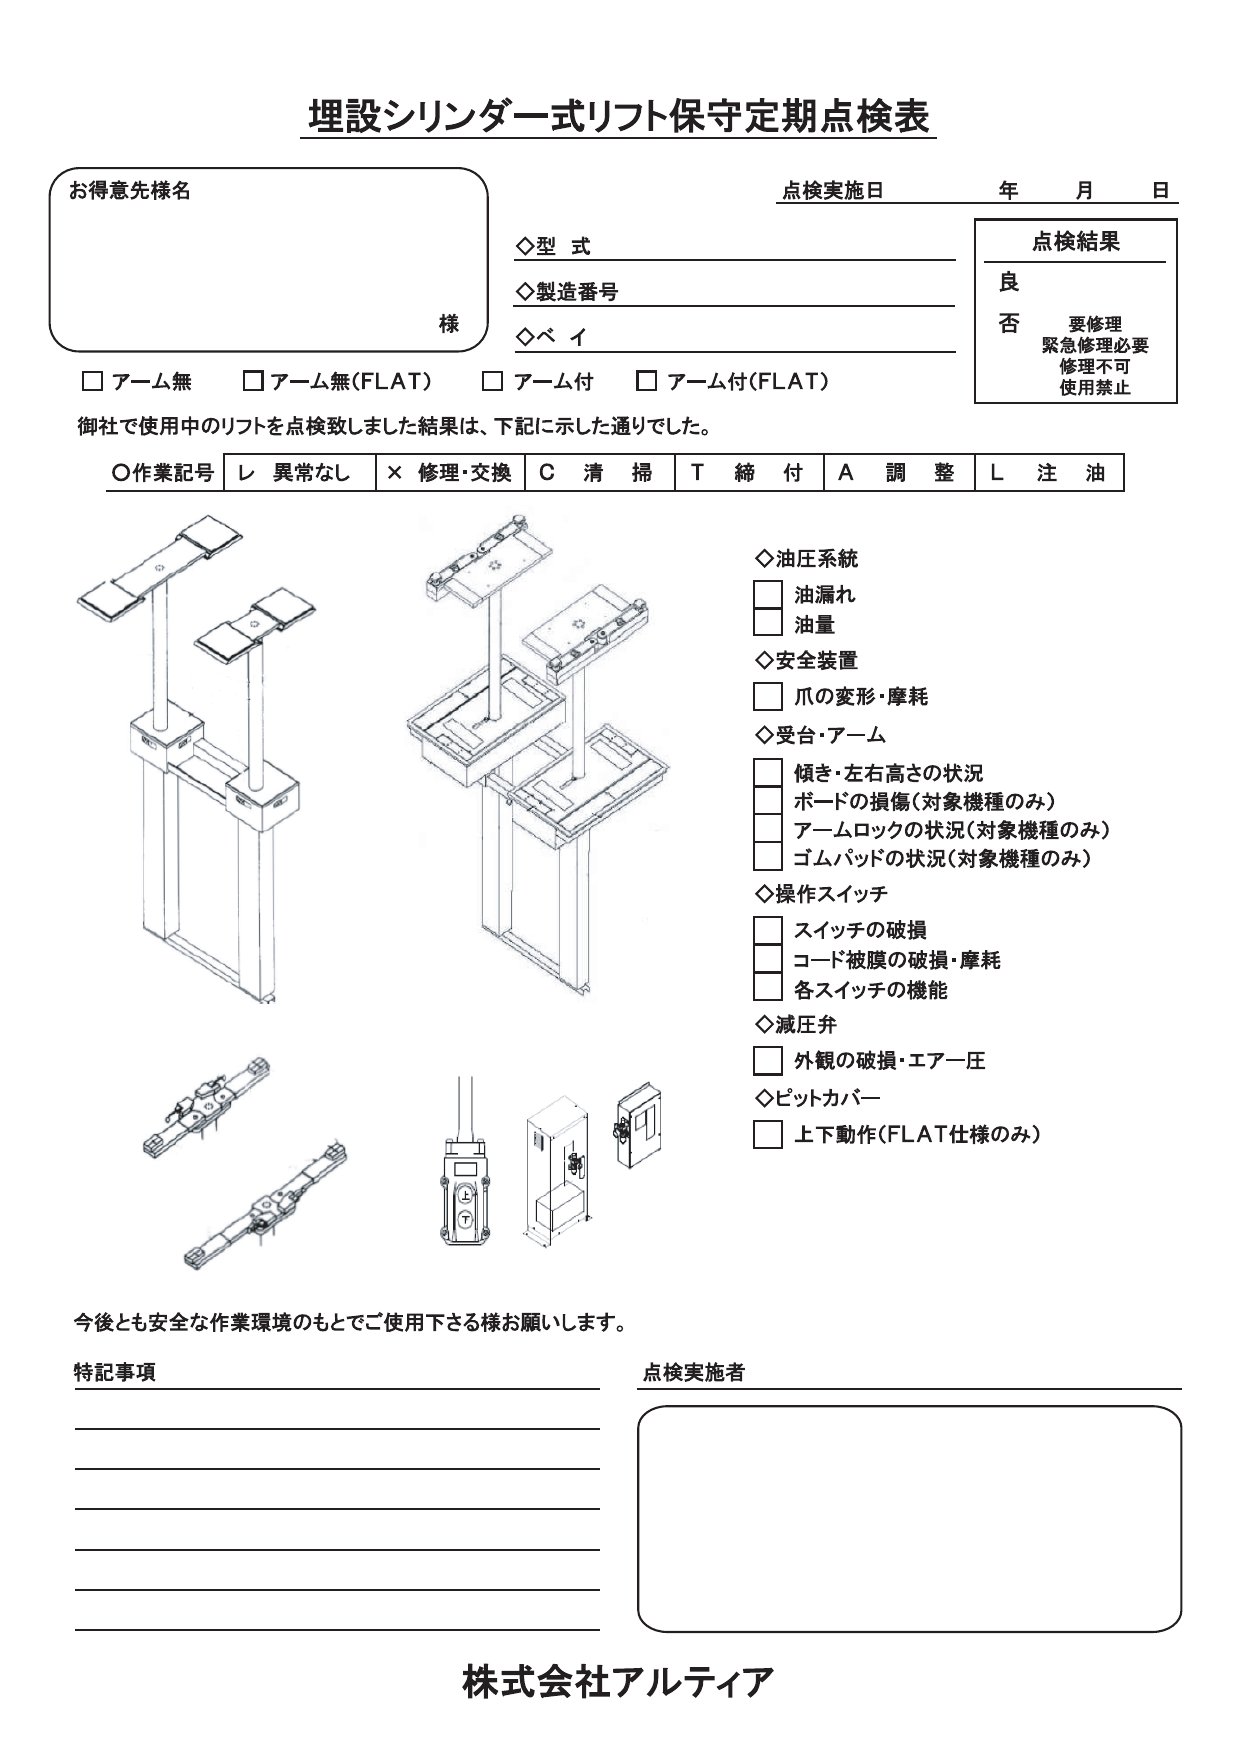 埋設シリンダー式リフト保守定期点検表
お得意先様名
様
点検実施日 年 月 日
◇型 式
◇製造番号
◇ベ イ
点検結果
良
否 要修理
緊急修理必要
修理不可
使用禁止
□ アーム無 □ アーム無(FLAT) □ アーム付 □ アーム付(FLAT)
御社で使用中のリフトを点検致しました結果は、下記に示した通りでした。
○作業記号 レ 異常なし × 修理・交換 C 清 掃 T 締 付 A 調 整 L 注 油
◇油圧系統
油漏れ
油量
◇安全装置
爪の変形・摩耗
◇受台・アーム
傾き・左右高さの状況
ボードの損傷(対象機種のみ)
アームロックの状況(対象機種のみ)
ゴムパッドの状況(対象機種のみ)
◇操作スイッチ
スイッチの破損
コード被膜の破損・摩耗
各スイッチの機能
◇減圧弁
外観の破損・エアー圧
◇ピットカバー
上下動作(FLAT仕様のみ)
上
下
今後とも安全な作業環境のもとでご使用下さる様お願いします。
特記事項
点検実施者
株式会社アルティア